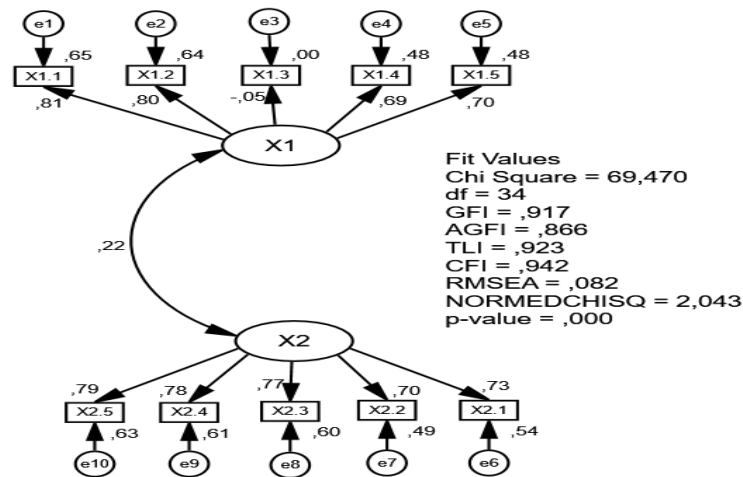 e1 e2 e3 e4 e5
,65 ,64 ,00 ,48 ,48
X1.1 X1.2 X1.3 X1.4 X1.5
,81 ,80 -,05 ,69 ,70
X1
Fit Values
Chi Square = 69,470
df = 34
GFI = ,917
AGFI = ,866
TLI = ,923
CFI = ,942
RMSEA = ,082
NORMEDCHISQ = 2,043
p-value = ,000
,22
X2
,79 ,78 ,77 ,70 ,73
X2.5 X2.4 X2.3 X2.2 X2.1
,63 ,61 ,60 ,49 ,54
e10 e9 e8 e7 e6